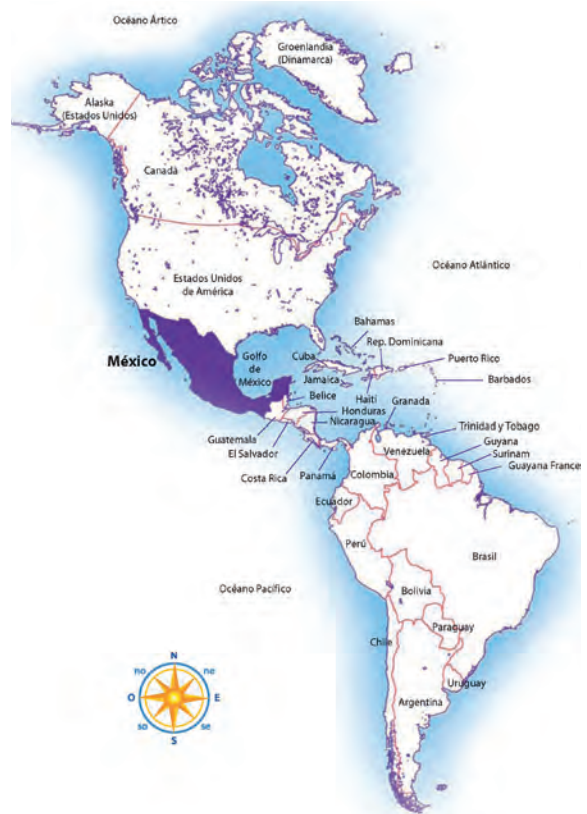 Océano Ártico
Groenlandia
(Dinamarca)
Alaska
(Estados Unidos)
Canadá
Océano Atlántico
Estados Unidos
de América
Bahamas
Rep. Dominicana
México
Golfo
de
México
Cuba
Puerto Rico
Jamaica
Barbados
Belice
Haití
Granada
Honduras
Nicaragua
Trinidad y Tobago
Guatemala
El Salvador
Guyana
Venezuela
Surinam
Costa Rica
Panamá
Colombia
Guayana Frances
Ecuador
Perú
Brasil
Océano Pacífico
Bolivia
Paraguay
Chile
Uruguay
Argentina
N
no
ne
O
E
so
se
S